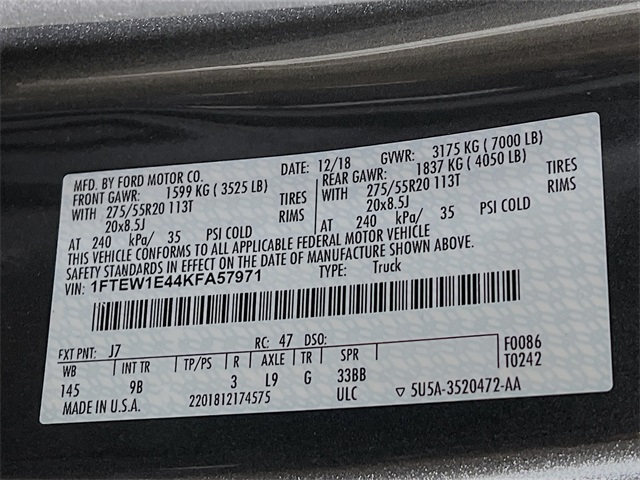 MFD. BY FORD MOTOR CO. DATE: 12/18 GVWR: 3175 KG ( 7000 LB)
FRONT GAWR: 1599 KG ( 3525 LB) REAR GAWR: 1837 KG ( 4050 LB)
WITH 275/55R20 113T TIRES WITH 275/55R20 113T TIRES
20x8.5J RIMS 20x8.5J RIMS
AT 240 kPa/ 35 PSI COLD AT 240 kPa/ 35 PSI COLD
THIS VEHICLE CONFORMS TO ALL APPLICABLE FEDERAL MOTOR VEHICLE
SAFETY STANDARDS IN EFFECT ON THE DATE OF MANUFACTURE SHOWN ABOVE.
VIN: 1FTEW1E44KFA57971 TYPE: Truck
EXT PNT: J7 RC: 47 DSO:
WB INT TR TP/PS R AXLE TR SPR F0086
145 9B 3 L9 G 33BB T0242
MADE IN U.S.A. 2201812174575 ULC ▽ 5U5A-3520472-AA